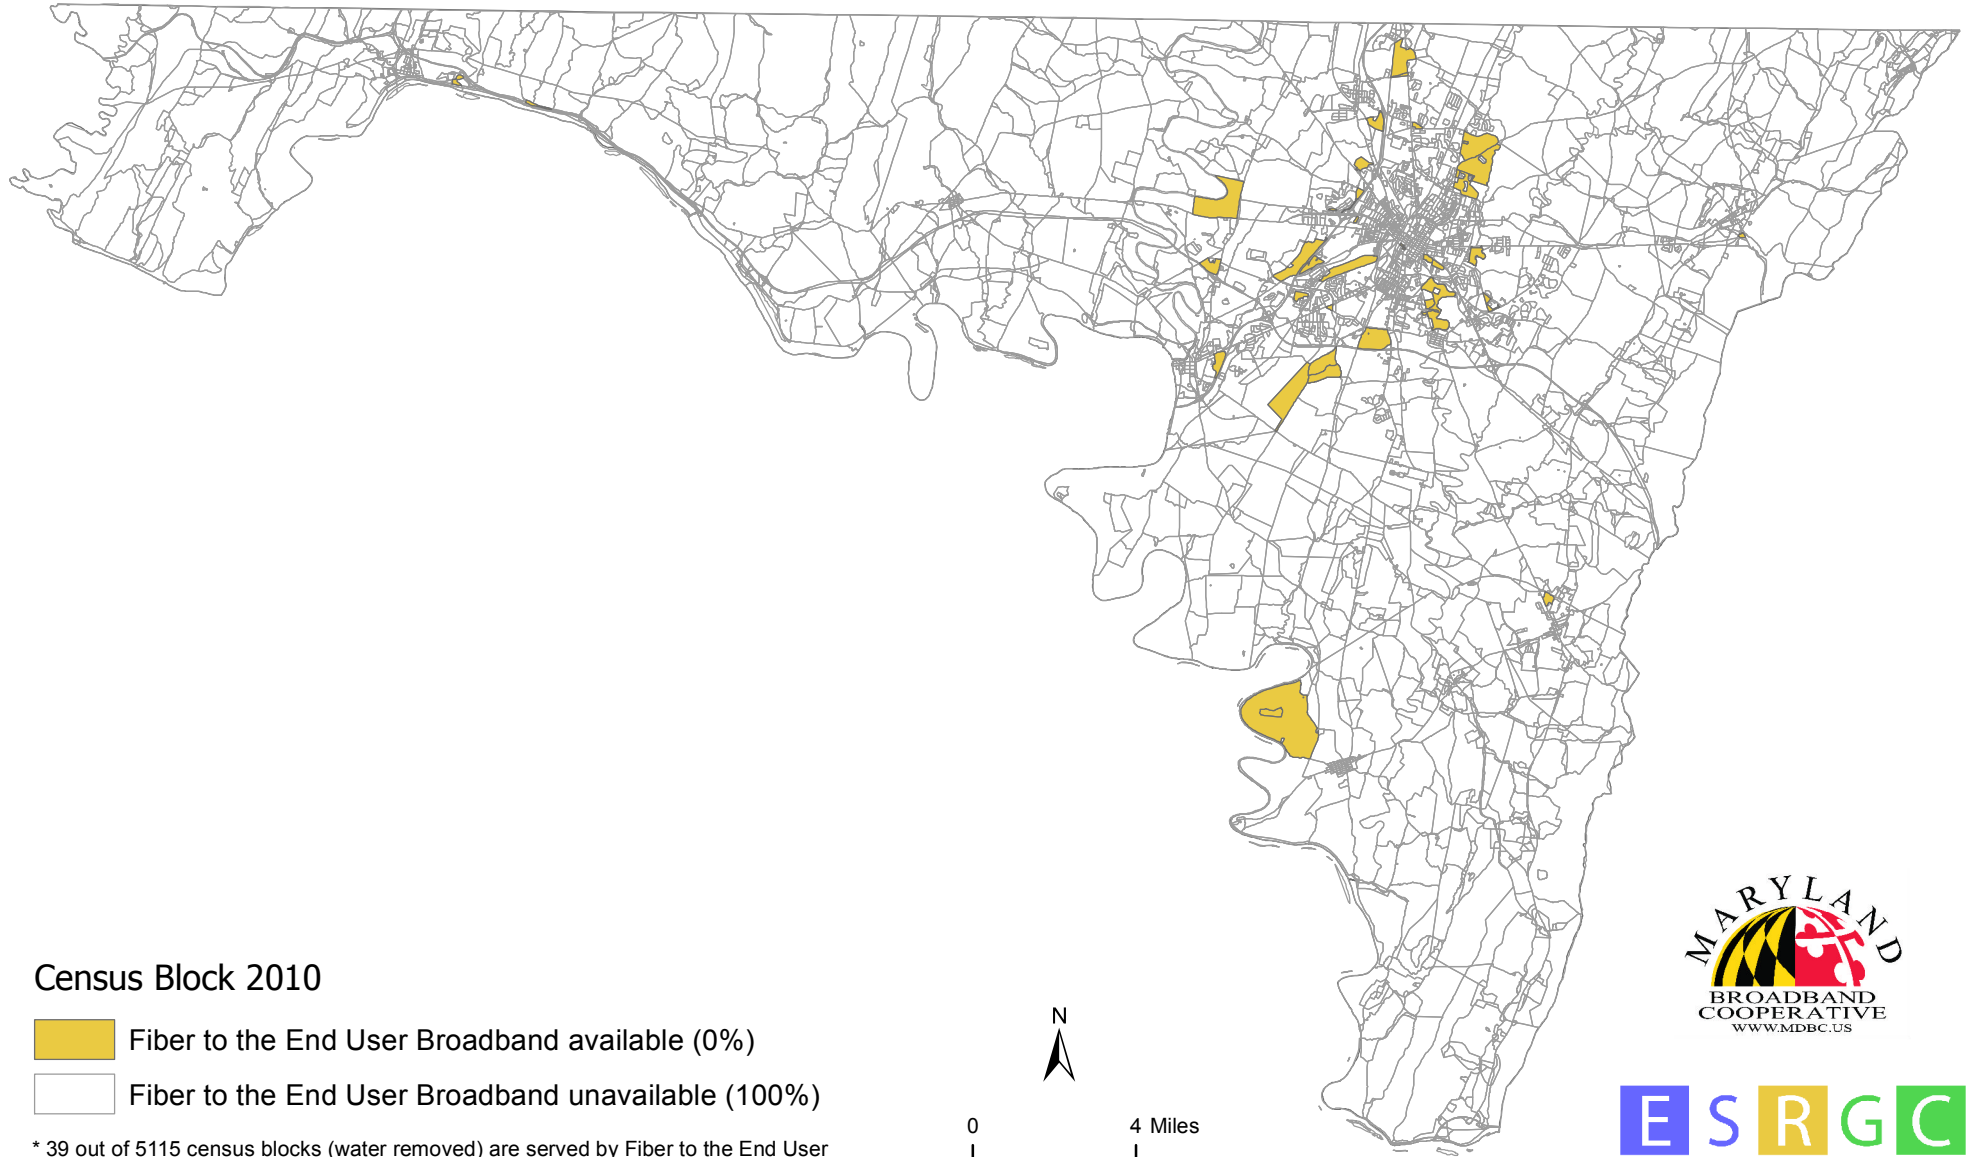 Census Block 2010
Fiber to the End User Broadband available (0%)
Fiber to the End User Broadband unavailable (100%)
* 39 out of 5115 census blocks (water removed) are served by Fiber to the End User
N
0 4 Miles
MARYLAND
BROADBAND
COOPERATIVE
WWW.MDBC.US
E S R G C